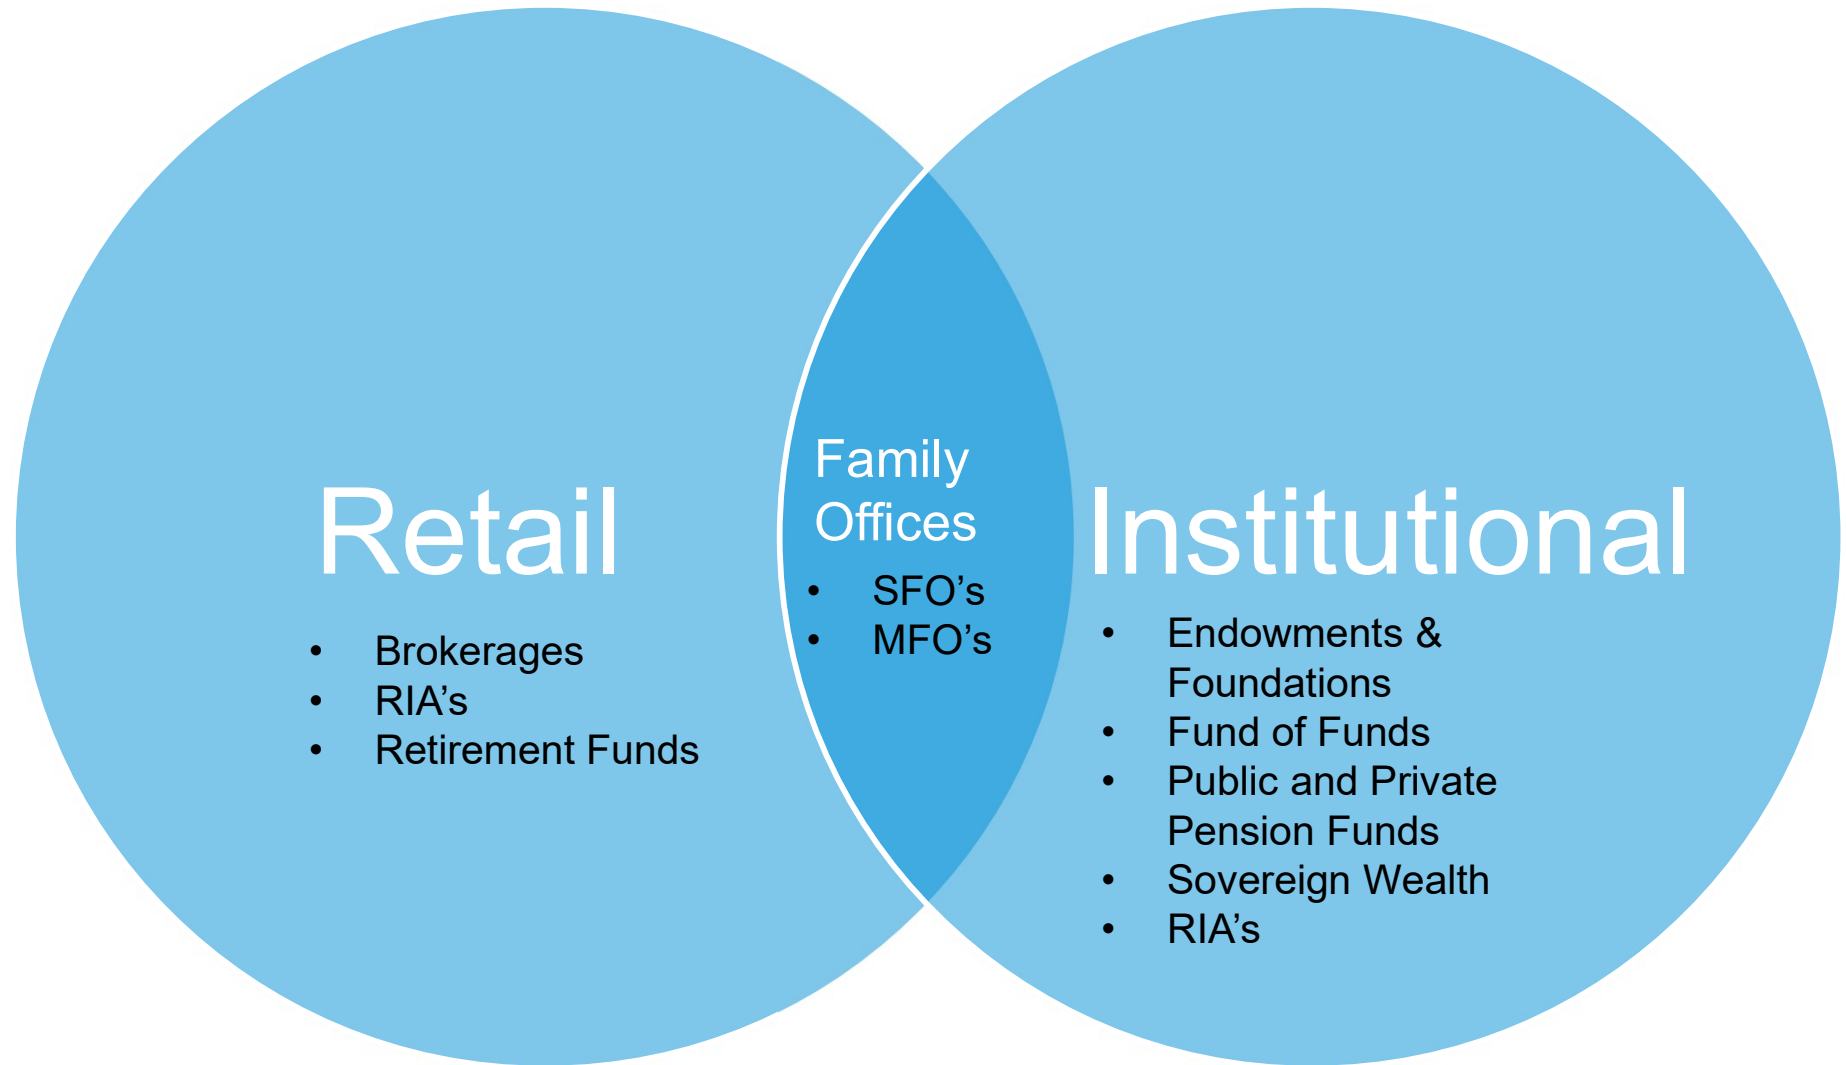 Retail
• Brokerages
• RIA’s
• Retirement Funds
Family
Offices
• SFO’s
• MFO’s
Institutional
• Endowments &
Foundations
• Fund of Funds
• Public and Private
Pension Funds
• Sovereign Wealth
• RIA’s